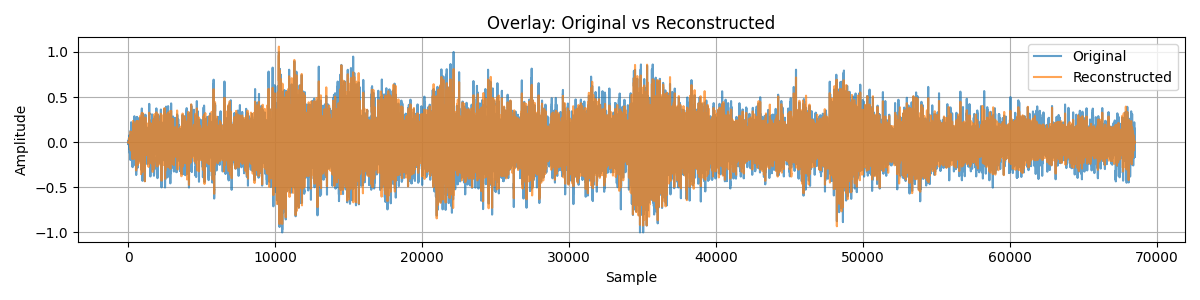 Overlay: Original vs Reconstructed
Original
Reconstructed
Amplitude
1.0
0.5
0.0
−0.5
−1.0
0 10000 20000 30000 40000 50000 60000 70000
Sample